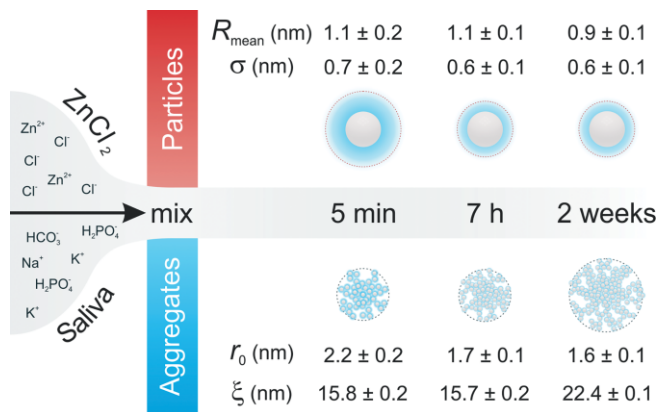 R_mean (nm) 1.1 ± 0.2 1.1 ± 0.1 0.9 ± 0.1
σ (nm) 0.7 ± 0.2 0.6 ± 0.1 0.6 ± 0.1
Particles
ZnCl₂
Zn²⁺
Cl⁻
Cl⁻
Zn²⁺
Cl⁻
Cl⁻
mix 5 min 7 h 2 weeks
HCO₃⁻
H₂PO₄⁻
Na⁺
K⁺
H₂PO₄⁻
K⁺
Saliva
Aggregates
r₀ (nm) 2.2 ± 0.2 1.7 ± 0.1 1.6 ± 0.1
ξ (nm) 15.8 ± 0.2 15.7 ± 0.2 22.4 ± 0.1